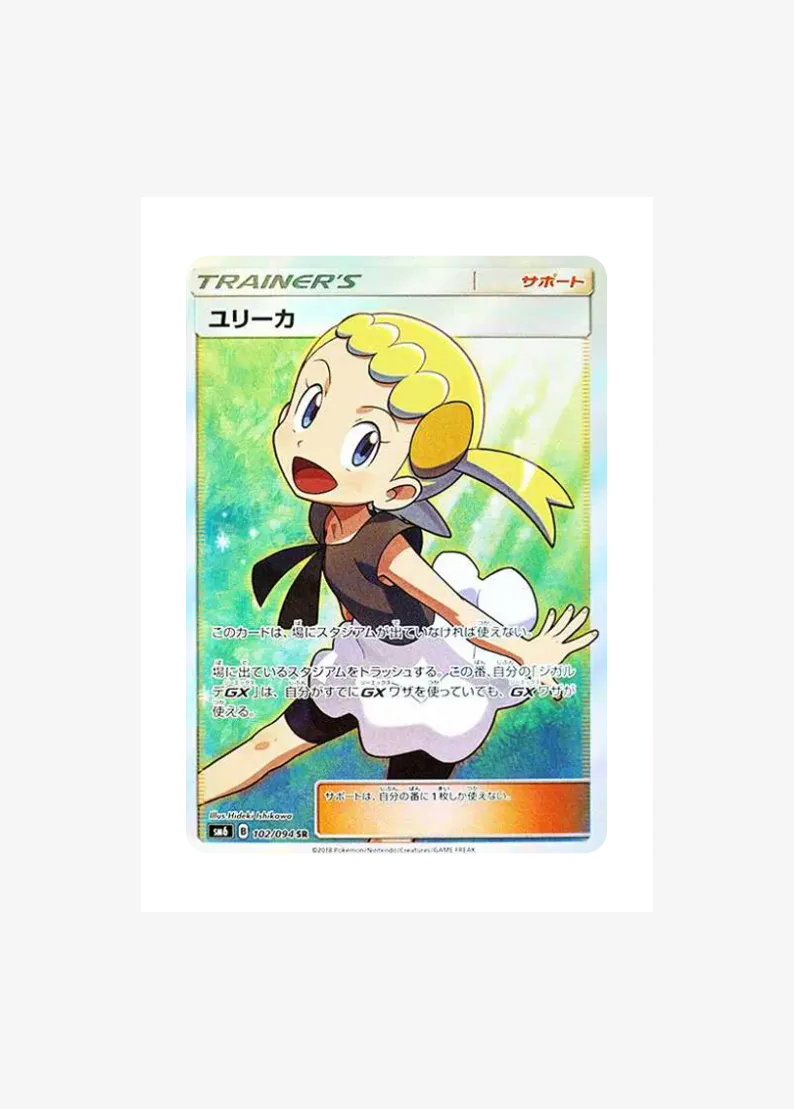 TRAINER'S サポート
ユリーカ
このカードは、場にスタジアムが出ていなければ使えない。
場に出ているスタジアムをトラッシュする。この番、自分の「ジガル
デGX」は、自分がすでにGXワザを使っていても、GXワザが
使える。
サポートは、自分の番に1枚しか使えない。
Illus. Hideki Ishikawa
SM6 B 102/094 SR
©2018 Pokémon/Nintendo/Creatures/GAME FREAK.